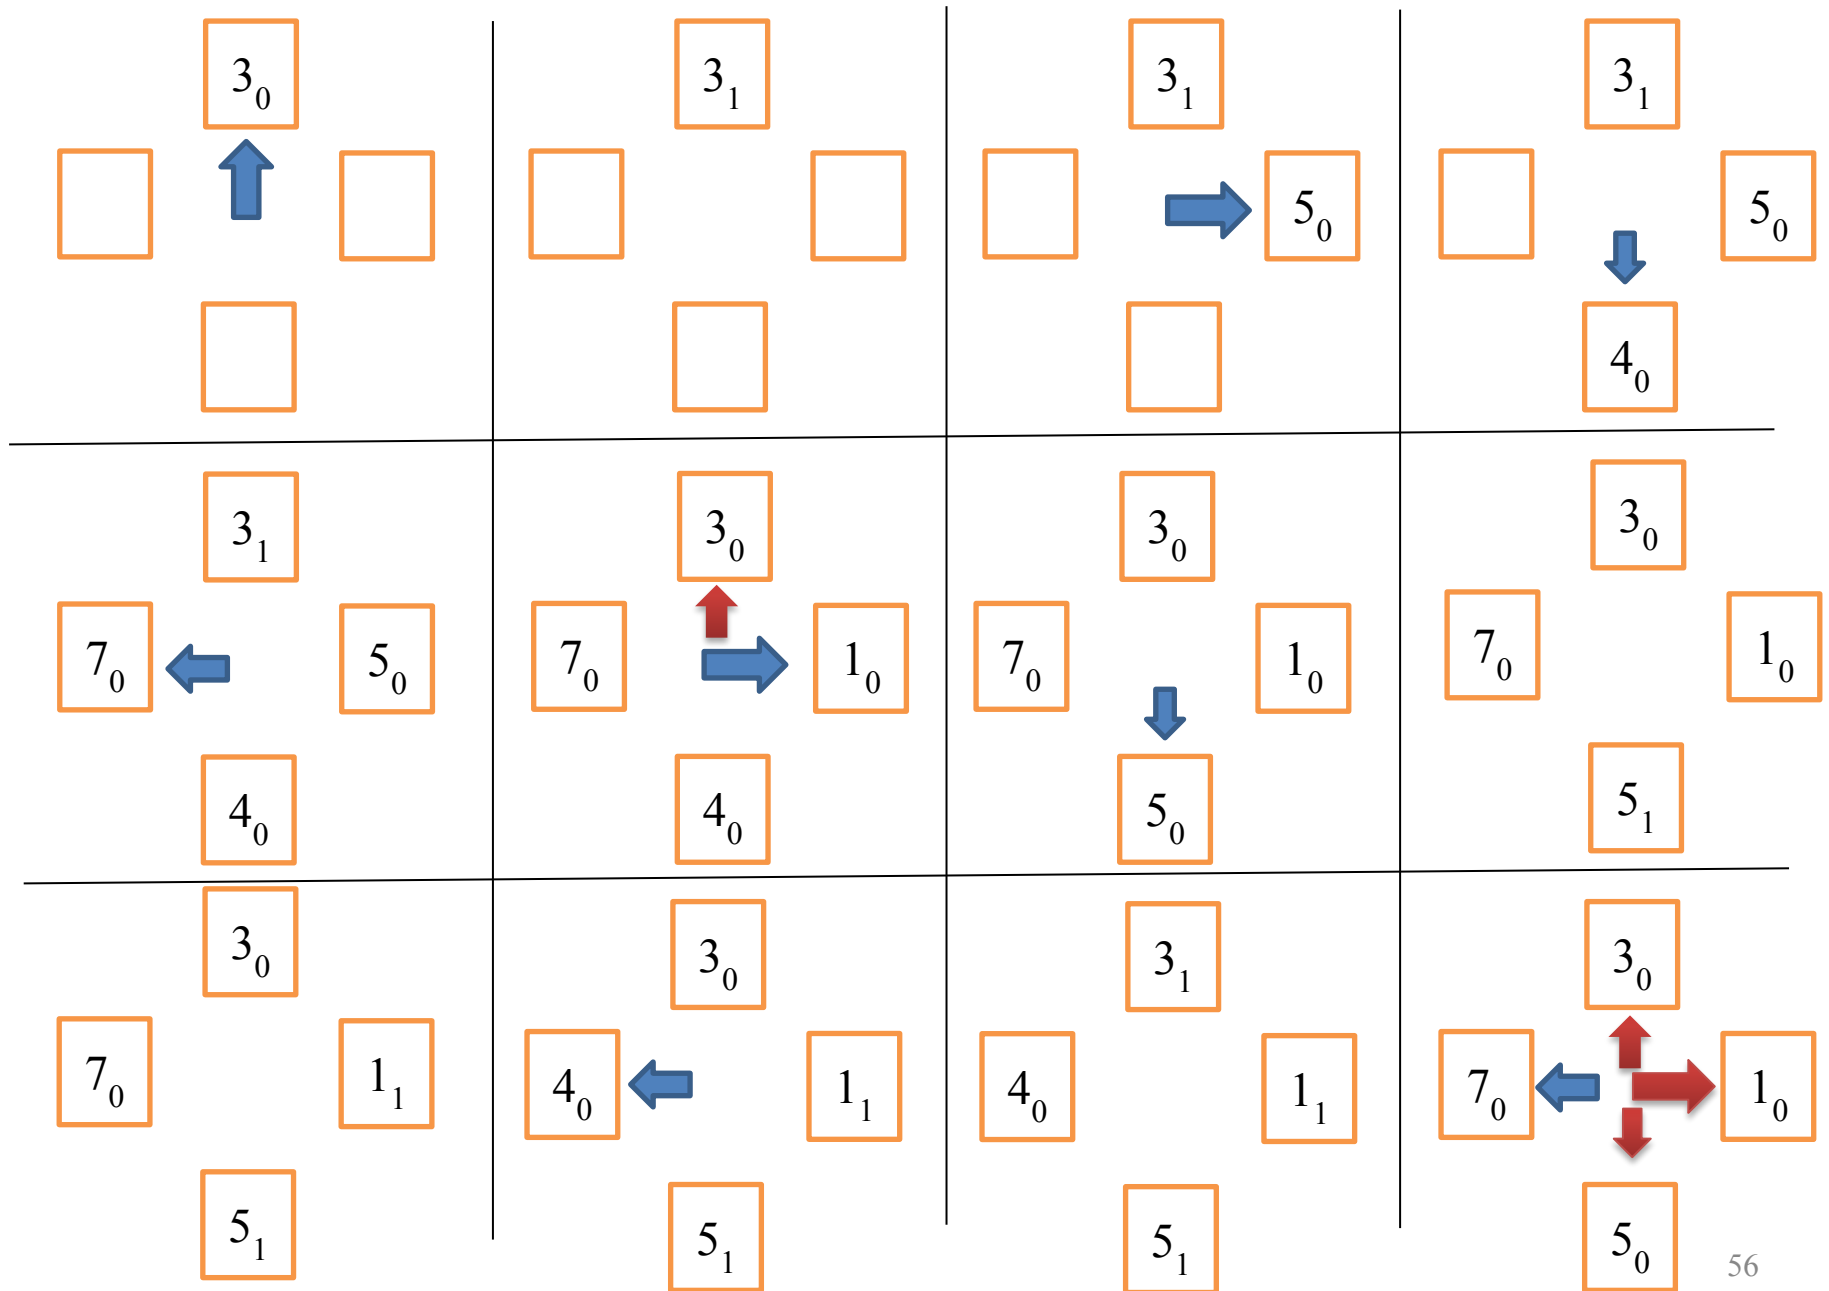 3₀
3₁
3₁ 5₀
3₁ 5₀ 4₀
3₁ 7₀ 5₀ 4₀
3₀ 7₀ 1₀ 4₀
3₀ 7₀ 1₀ 5₀
3₀ 7₀ 1₀ 5₁
3₀ 7₀ 1₁ 5₁
3₀ 4₀ 1₁ 5₁
3₁ 4₀ 1₁ 5₁
3₀ 7₀ 1₀ 5₀
56